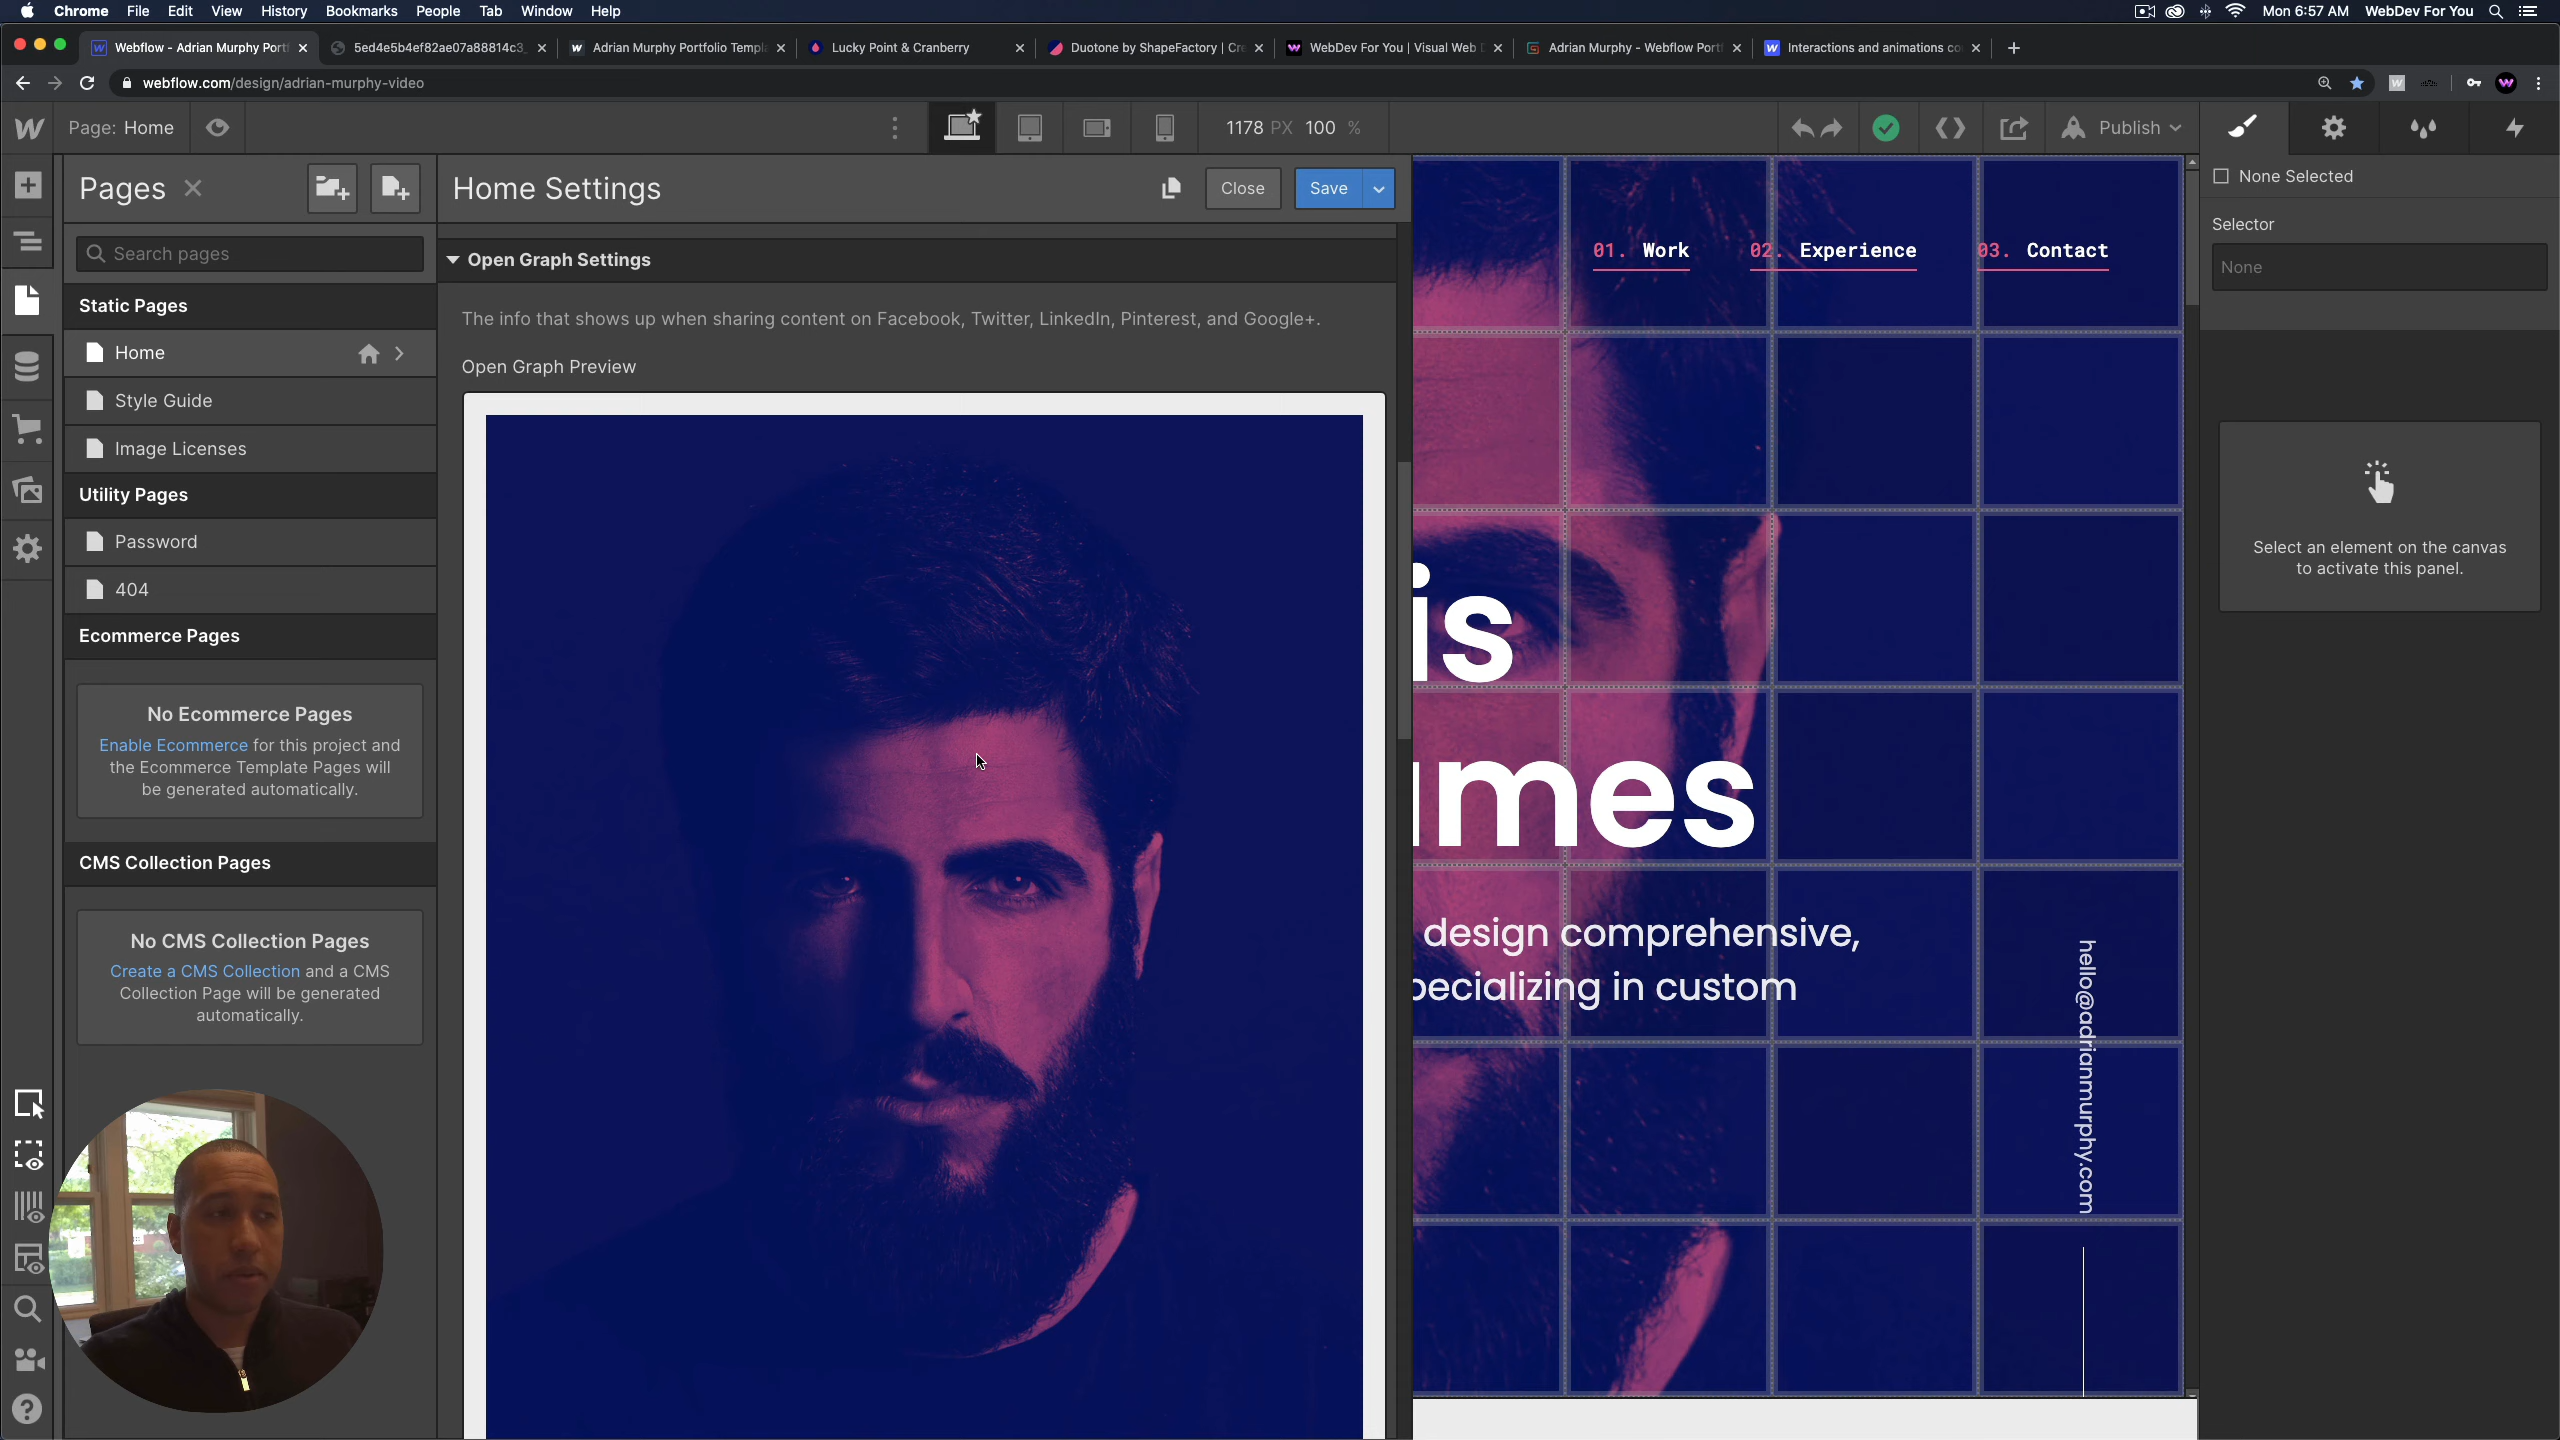 Chrome File Edit View History Bookmarks People Tab Window Help
Mon 6:57 AM WebDev For You
Webflow - Adrian Murphy Portf
5ed4e5b4ef82ae07a88814c3_
Adrian Murphy Portfolio Templa
Lucky Point & Cranberry
Duotone by ShapeFactory | Cre
WebDev For You | Visual Web D
Adrian Murphy - Webflow Portf
Interactions and animations co
webflow.com/design/adrian-murphy-video
Page: Home
1178 PX 100 %
Publish
Pages
Search pages
Static Pages
Home
Style Guide
Image Licenses
Utility Pages
Password
404
Ecommerce Pages
No Ecommerce Pages
Enable Ecommerce for this project and
the Ecommerce Template Pages will
be generated automatically.
CMS Collection Pages
No CMS Collection Pages
Create a CMS Collection and a CMS
Collection Page will be generated
automatically.
Home Settings
Close
Save
Open Graph Settings
The info that shows up when sharing content on Facebook, Twitter, LinkedIn, Pinterest, and Google+.
Open Graph Preview
01. Work
02. Experience
03. Contact
is
mes
design comprehensive,
pecializing in custom
hello@adrianmurphy.com
None Selected
Selector
None
Select an element on the canvas
to activate this panel.